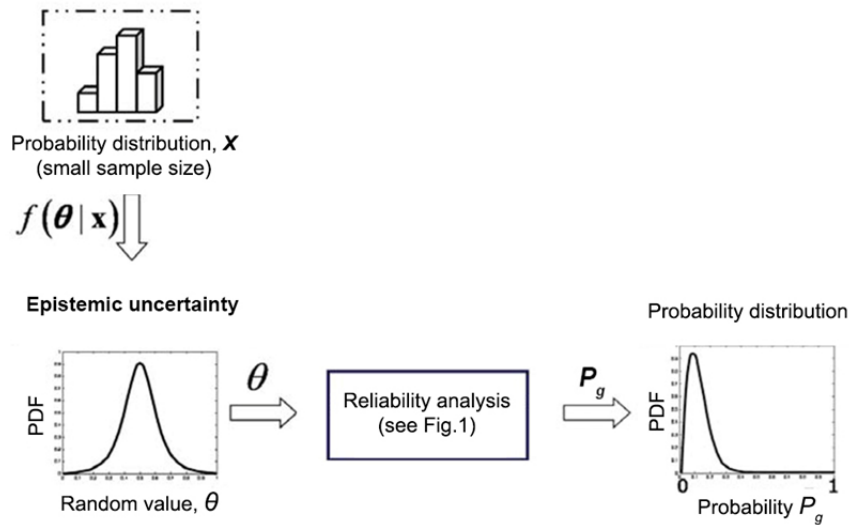 Probability distribution, X
(small sample size)
f(θ|x)
Epistemic uncertainty
Probability distribution
PDF
θ
Reliability analysis
(see Fig.1)
P_g
PDF
0
1
Random value, θ
Probability P_g